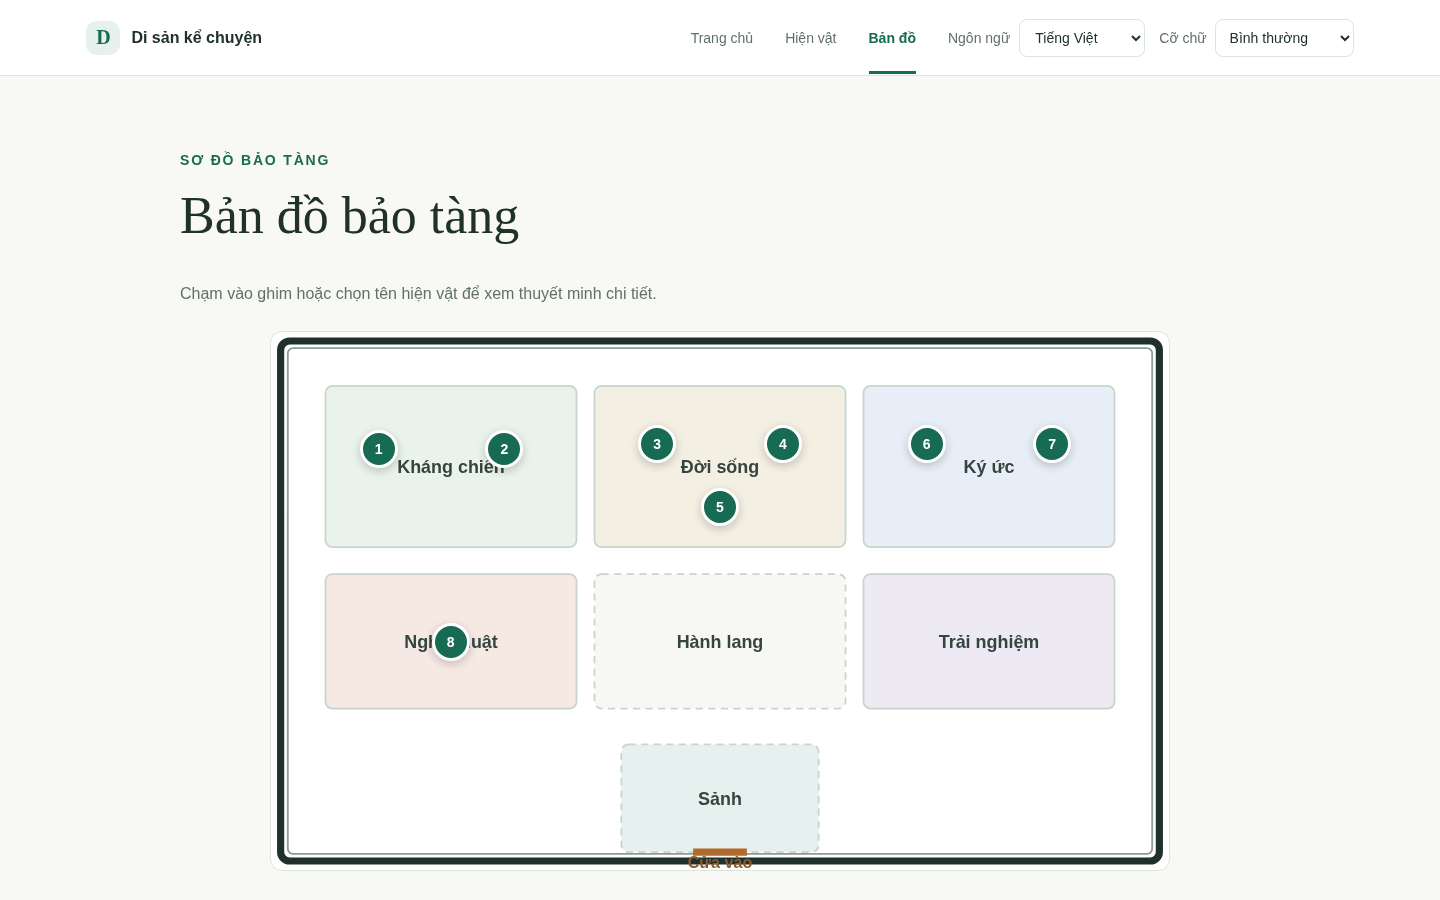 D
Di sản kể chuyện
Trang chủ
Hiện vật
Bản đồ
Ngôn ngữ
Tiếng Việt
Cỡ chữ
Bình thường
SƠ ĐỒ BẢO TÀNG
Bản đồ bảo tàng
Chạm vào ghim hoặc chọn tên hiện vật để xem thuyết minh chi tiết.
1
2
Kháng chiến
3
4
Đời sống
5
6
7
Ký ức
8
Hành lang
Trải nghiệm
Sảnh
Cửa vào